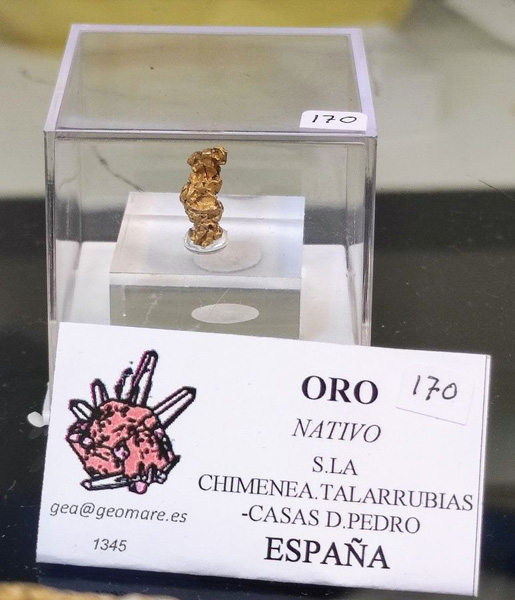 170
ORO
170
NATIVO
S.LA
CHIMENEA.TALARRUBIAS
-CASAS D.PEDRO
ESPAÑA
gea@geomare.es
1345